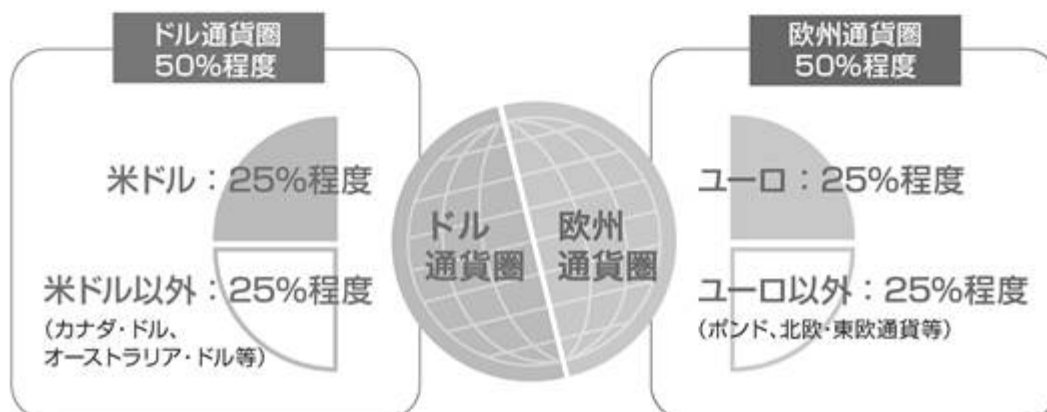 ドル通貨圏
50%程度
米ドル：25%程度
米ドル以外：25%程度
(カナダ・ドル、
オーストラリア・ドル等)
ドル
通貨圏
欧州
通貨圏
欧州通貨圏
50%程度
ユーロ：25%程度
ユーロ以外：25%程度
(ポンド、北欧・東欧通貨等)